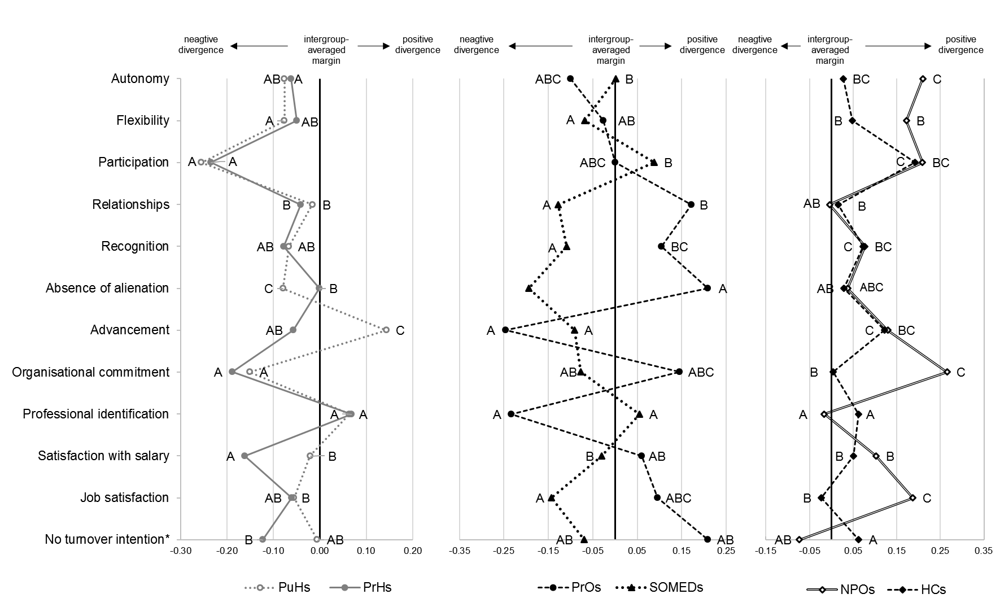 neagtive divergence
intergroup-averaged margin
positive divergence
neagtive divergence
intergroup-averaged margin
positive divergence
neagtive divergence
intergroup-averaged margin
positive divergence
Autonomy AB A ABC B BC C
Flexibility A AB A AB B B
Participation A A ABC B C BC
Relationships B B A B AB B
Recognition AB AB A BC C BC
Absence of alienation C B A AB ABC
Advancement AB C A A C BC
Organisational commitment A A AB ABC B C
Professional identification A A A A A A
Satisfaction with salary A B B AB B B
Job satisfaction AB B A ABC B C
No turnover intention* B AB AB AB AB A
-0.30 -0.20 -0.10 0.00 0.10 0.20
-0.35 -0.25 -0.15 -0.05 0.05 0.15 0.25
-0.15 -0.05 0.05 0.15 0.25 0.35
PuHs PrHs PrOs SOMEDs NPOs HCs